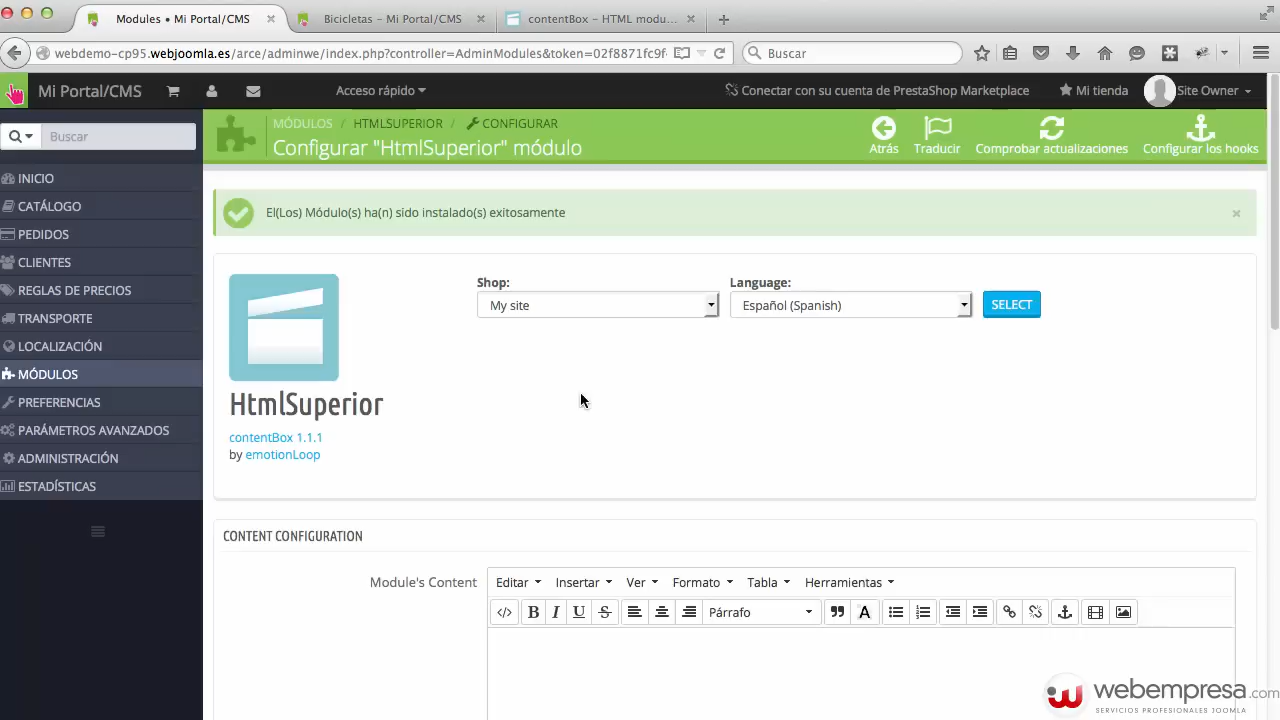 Modules • Mi Portal/CMS
Bicicletas – Mi Portal/CMS
contentBox – HTML modu...
webdemo-cp95.webjoomla.es/arce/adminwe/index.php?controller=AdminModules&token=02f8871fc9f
Buscar
Mi Portal/CMS
Acceso rápido
Conectar con su cuenta de PrestaShop Marketplace
Mi tienda
Site Owner
Buscar
MÓDULOS / HTMLSUPERIOR / CONFIGURAR
Configurar "HtmlSuperior" módulo
Atrás
Traducir
Comprobar actualizaciones
Configurar los hooks
INICIO
CATÁLOGO
PEDIDOS
CLIENTES
REGLAS DE PRECIOS
TRANSPORTE
LOCALIZACIÓN
MÓDULOS
PREFERENCIAS
PARÁMETROS AVANZADOS
ADMINISTRACIÓN
ESTADÍSTICAS
El(Los) Módulo(s) ha(n) sido instalado(s) exitosamente
×
Shop:
Language:
My site
Español (Spanish)
SELECT
HtmlSuperior
contentBox 1.1.1
by emotionLoop
CONTENT CONFIGURATION
Module's Content
Editar
Insertar
Ver
Formato
Tabla
Herramientas
B I U S
Párrafo
A
webempresa.com
SERVICIOS PROFESIONALES JOOMLA